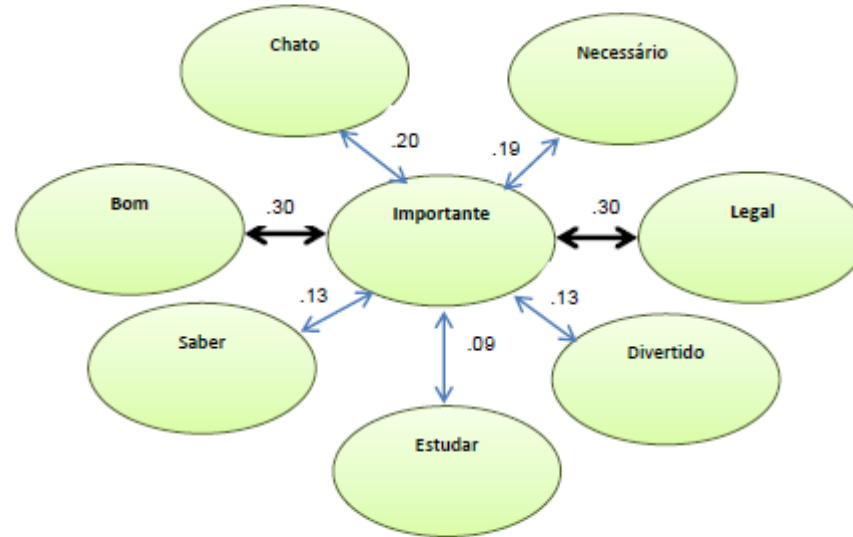 Chato
Necessário
.20
.19
Bom
.30
Importante
.30
Legal
.13
.13
Saber
.09
Divertido
Estudar